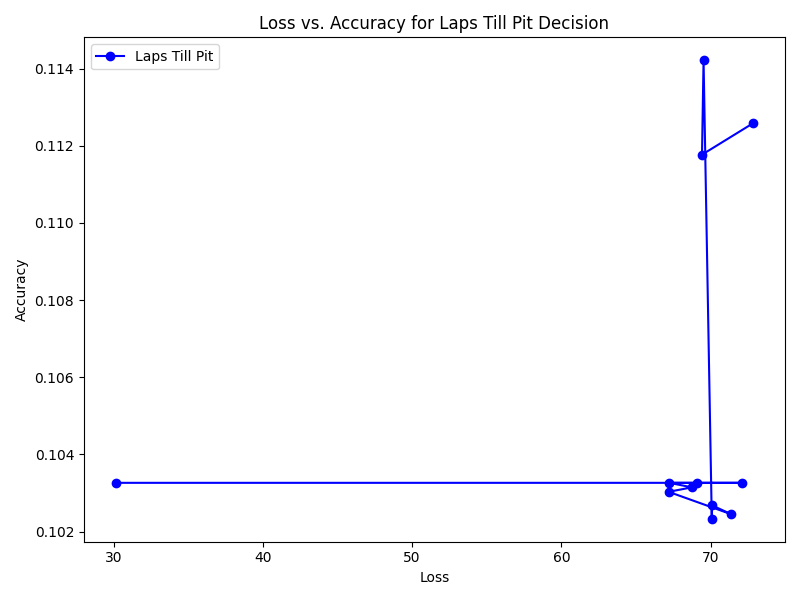 Loss vs. Accuracy for Laps Till Pit Decision
Laps Till Pit
0.114
0.112
0.110
0.108
0.106
0.104
0.102
Accuracy
30 40 50 60 70
Loss